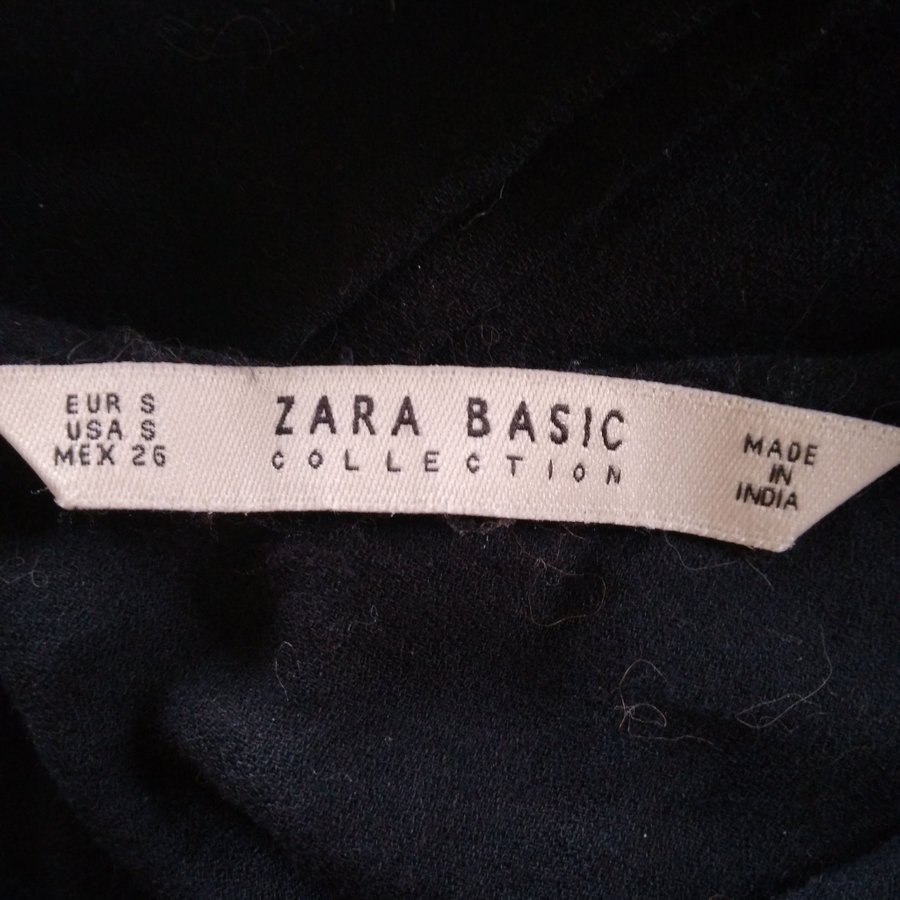 EUR S
USA S
MEX 26
ZARA BASIC
COLLECTION
MADE
IN
INDIA